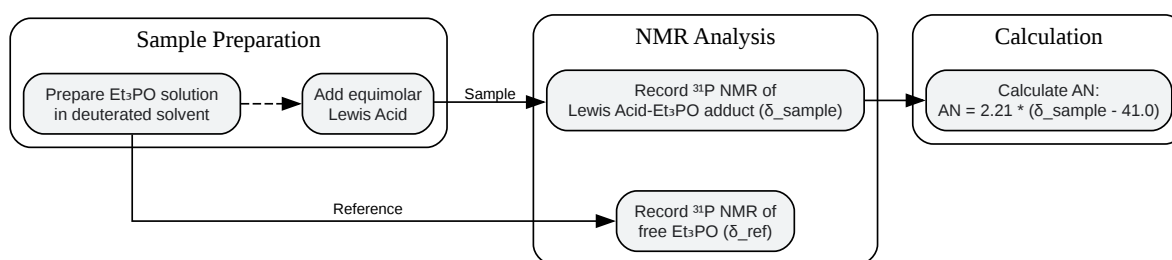 Sample Preparation
Prepare Et₃PO solution
in deuterated solvent
Add equimolar
Lewis Acid
Sample
Reference
NMR Analysis
Record ³¹P NMR of
Lewis Acid-Et₃PO adduct (δ_sample)
Record ³¹P NMR of
free Et₃PO (δ_ref)
Calculation
Calculate AN:
AN = 2.21 * (δ_sample - 41.0)